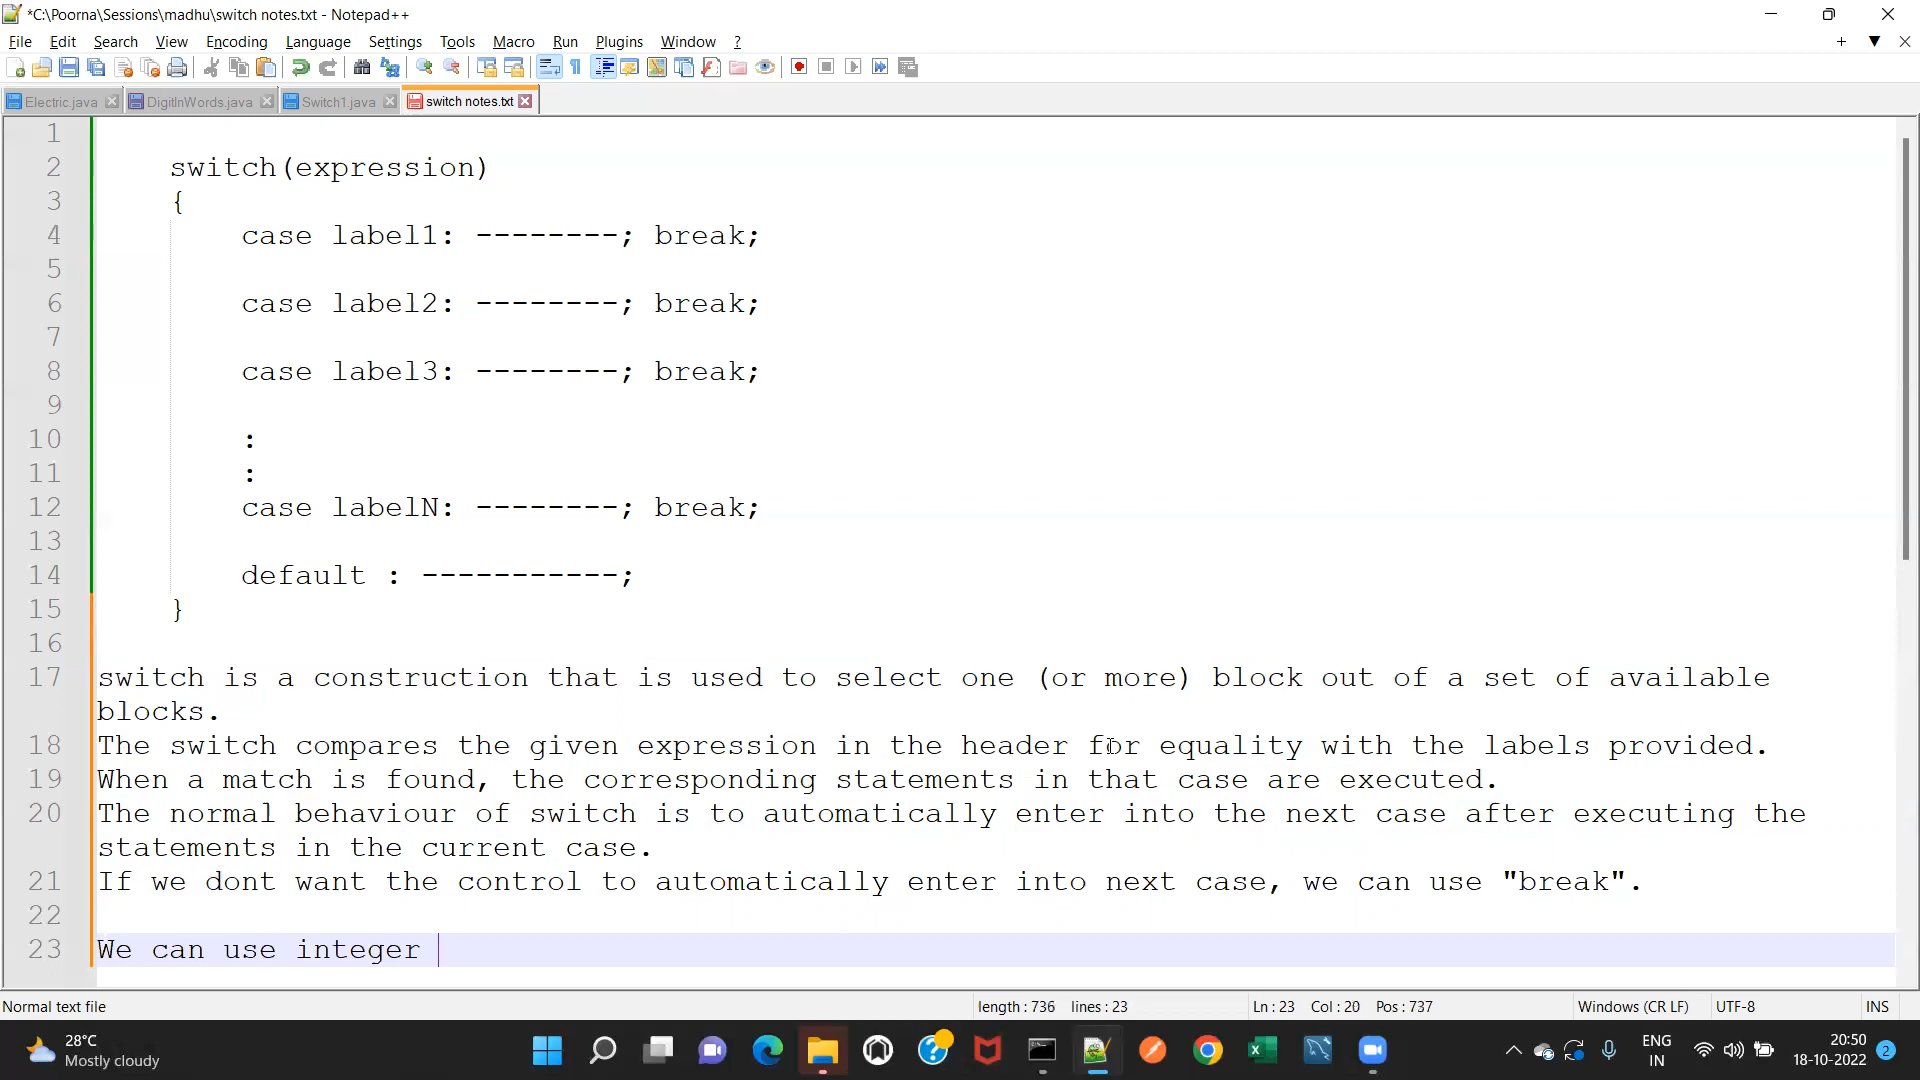 *C:\Poorna\Sessions\madhu\switch notes.txt - Notepad++
File Edit Search View Encoding Language Settings Tools Macro Run Plugins Window ?
Electric.java DigitInWords.java Switch1.java switch notes.txt
1
2 switch(expression)
3 {
4 case label1: --------; break;
5
6 case label2: --------; break;
7
8 case label3: --------; break;
9
10 :
11 :
12 case labelN: --------; break;
13
14 default : -----------;
15 }
16
17 switch is a construction that is used to select one (or more) block out of a set of available
blocks.
18 The switch compares the given expression in the header for equality with the labels provided.
19 When a match is found, the corresponding statements in that case are executed.
20 The normal behaviour of switch is to automatically enter into the next case after executing the
statements in the current case.
21 If we dont want the control to automatically enter into next case, we can use "break".
22
23 We can use integer
Normal text file length : 736 lines : 23 Ln : 23 Col : 20 Pos : 737 Windows (CR LF) UTF-8 INS
28°C
Mostly cloudy
ENG
IN
20:50
18-10-2022
2